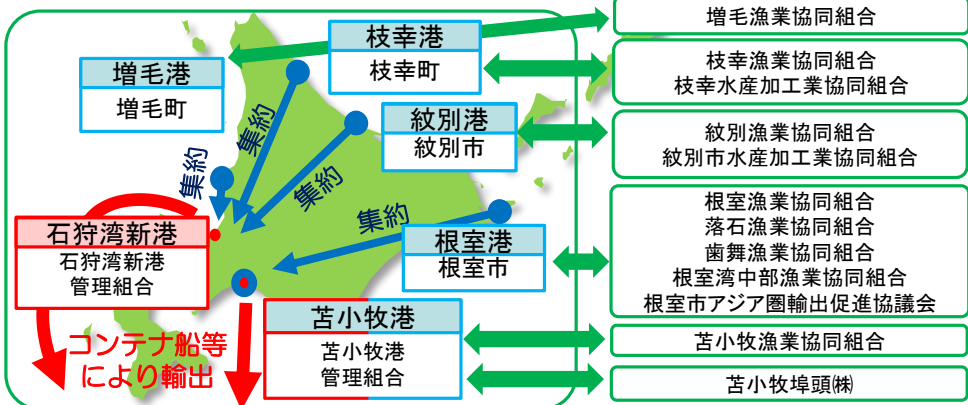 増毛港
増毛町
枝幸港
枝幸町
紋別港
紋別市
根室港
根室市
石狩湾新港
石狩湾新港
管理組合
苫小牧港
苫小牧港
管理組合
集約
集約
集約
集約
コンテナ船等
により輸出
増毛漁業協同組合
枝幸漁業協同組合
枝幸水産加工業協同組合
紋別漁業協同組合
紋別市水産加工業協同組合
根室漁業協同組合
落石漁業協同組合
歯舞漁業協同組合
根室湾中部漁業協同組合
根室市アジア圏輸出促進協議会
苫小牧漁業協同組合
苫小牧埠頭㈱